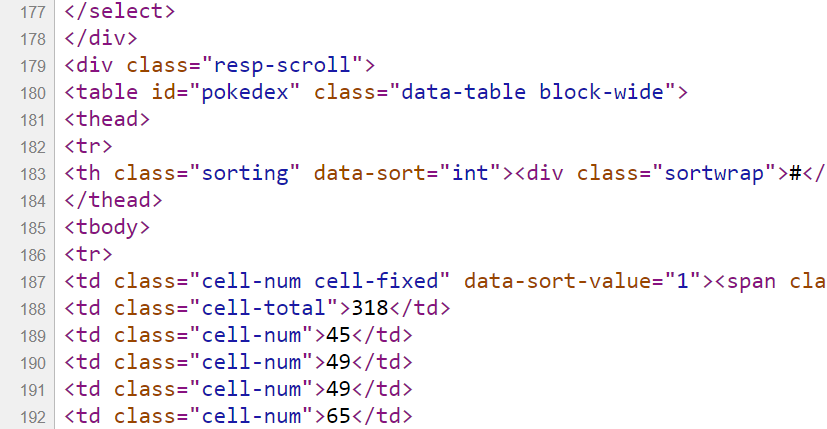 177 </select>
178 </div>
179 <div class="resp-scroll">
180 <table id="pokedex" class="data-table block-wide">
181 <thead>
182 <tr>
183 <th class="sorting" data-sort="int"><div class="sortwrap">#</
184 </thead>
185 <tbody>
186 <tr>
187 <td class="cell-num cell-fixed" data-sort-value="1"><span cla
188 <td class="cell-total">318</td>
189 <td class="cell-num">45</td>
190 <td class="cell-num">49</td>
191 <td class="cell-num">49</td>
192 <td class="cell-num">65</td>